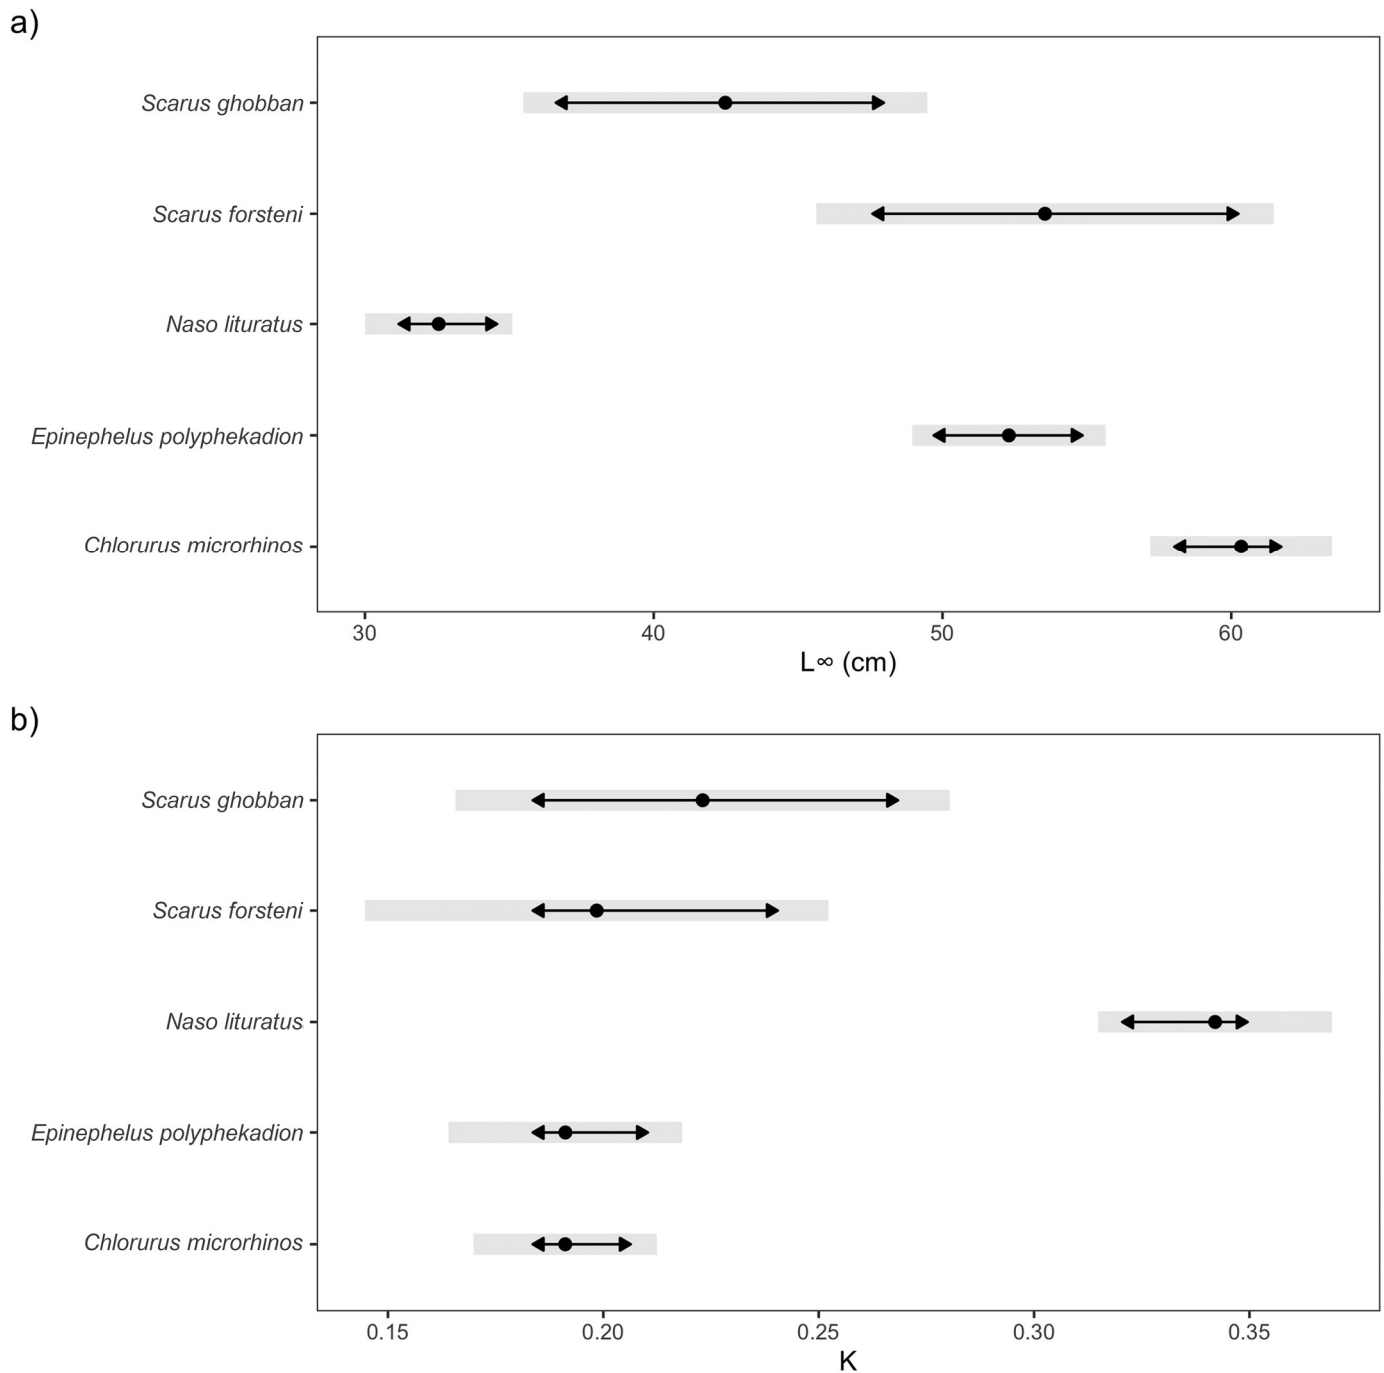 a)
Scarus ghobban
Scarus forsteni
Naso lituratus
Epinephelus polyphekadion
Chlorurus microrhinos
30 40 50 60
L∞ (cm)
b)
Scarus ghobban
Scarus forsteni
Naso lituratus
Epinephelus polyphekadion
Chlorurus microrhinos
0.15 0.20 0.25 0.30 0.35
K